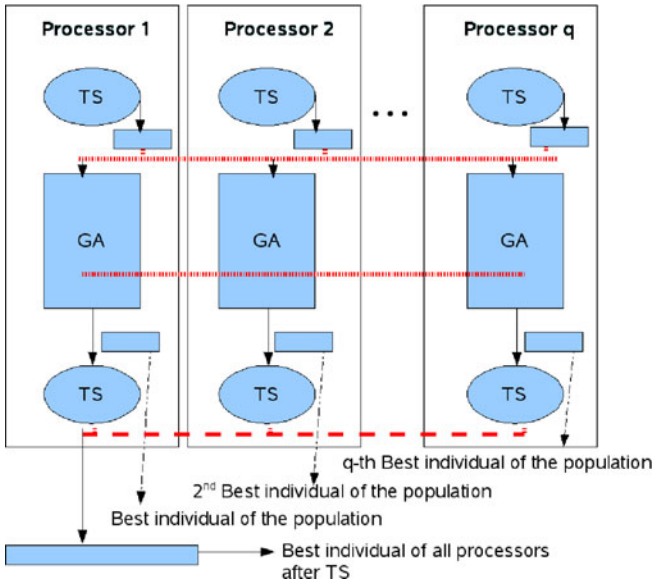 Processor 1
Processor 2
Processor q
TS
TS
...
TS
GA
GA
GA
TS
TS
TS
q-th Best individual of the population
2nd Best individual of the population
Best individual of the population
Best individual of all processors
after TS